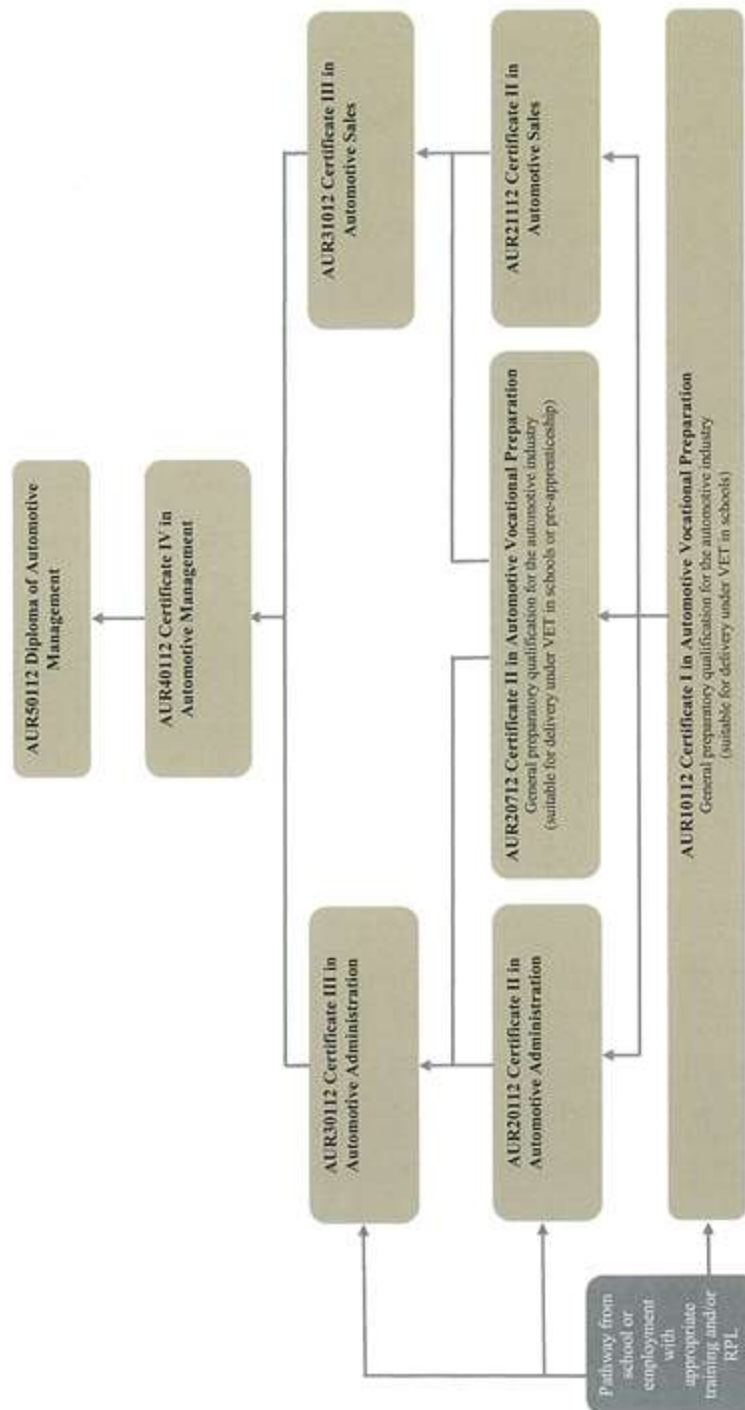 AUR50112 Diploma of Automotive
Management
AUR40112 Certificate IV in
Automotive Management
AUR30112 Certificate III in
Automotive Administration
AUR31012 Certificate III in
Automotive Sales
AUR20112 Certificate II in
Automotive Administration
AUR20712 Certificate II in Automotive Vocational Preparation
General preparatory qualification for the automotive industry
(suitable for delivery under VET in schools or pre-apprenticeship)
AUR21112 Certificate II in
Automotive Sales
Pathway from
school or
employment
with
appropriate
training and/or
RPL
AUR10112 Certificate I in Automotive Vocational Preparation
General preparatory qualification for the automotive industry
(suitable for delivery under VET in schools)